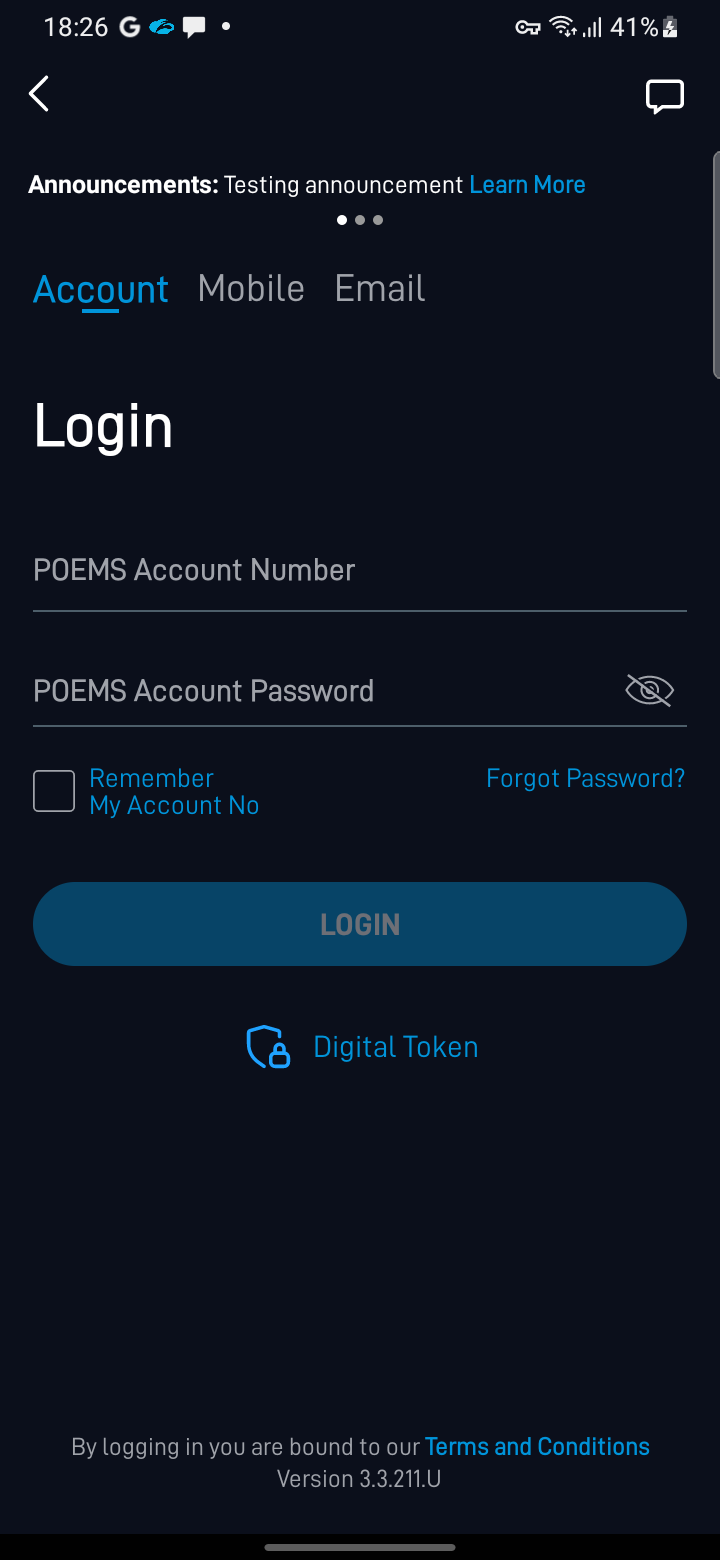 18:26
41%
Announcements: Testing announcement Learn More
Account Mobile Email
Login
POEMS Account Number
POEMS Account Password
Remember
My Account No
Forgot Password?
LOGIN
Digital Token
By logging in you are bound to our Terms and Conditions
Version 3.3.211.U